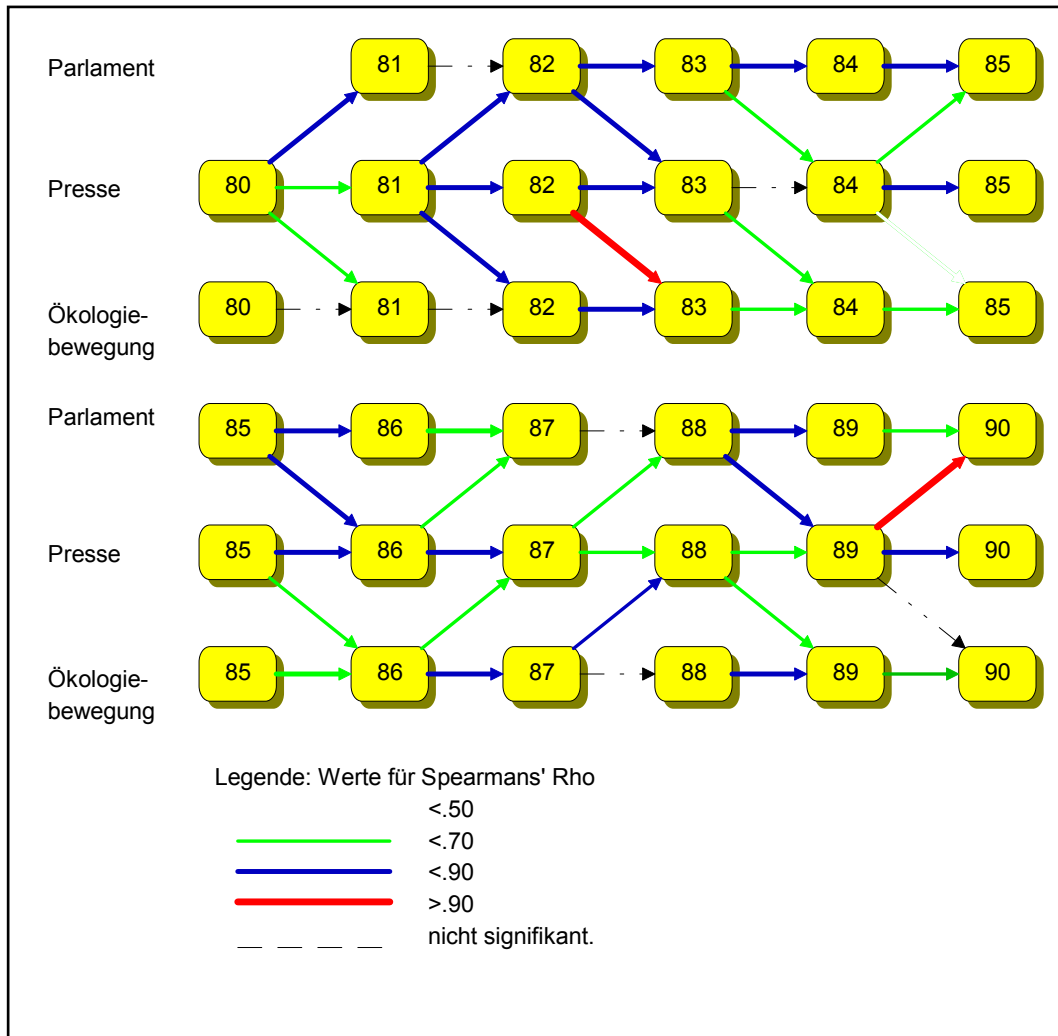 Parlament
81 82 83 84 85
Presse
80 81 82 83 84 85
Ökologie-
bewegung
80 81 82 83 84 85
Parlament
85 86 87 88 89 90
Presse
85 86 87 88 89 90
Ökologie-
bewegung
85 86 87 88 89 90
Legende: Werte für Spearmans' Rho
<.50
<.70
<.90
>.90
nicht signifikant.